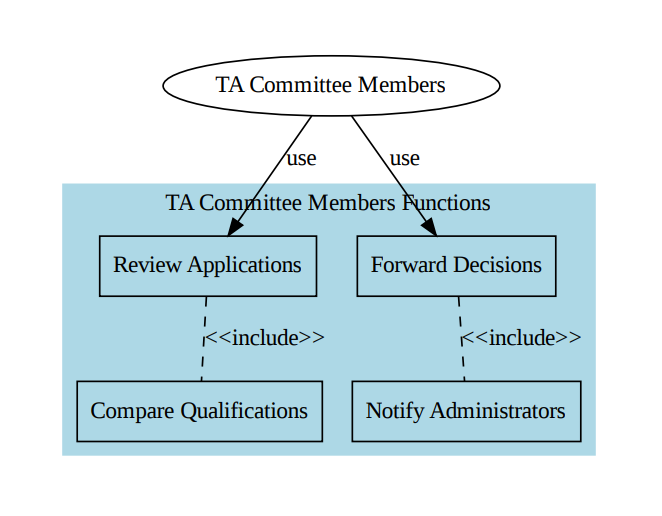 TA Committee Members
use
use
TA Committee Members Functions
Review Applications
Forward Decisions
<<include>>
<<include>>
Compare Qualifications
Notify Administrators